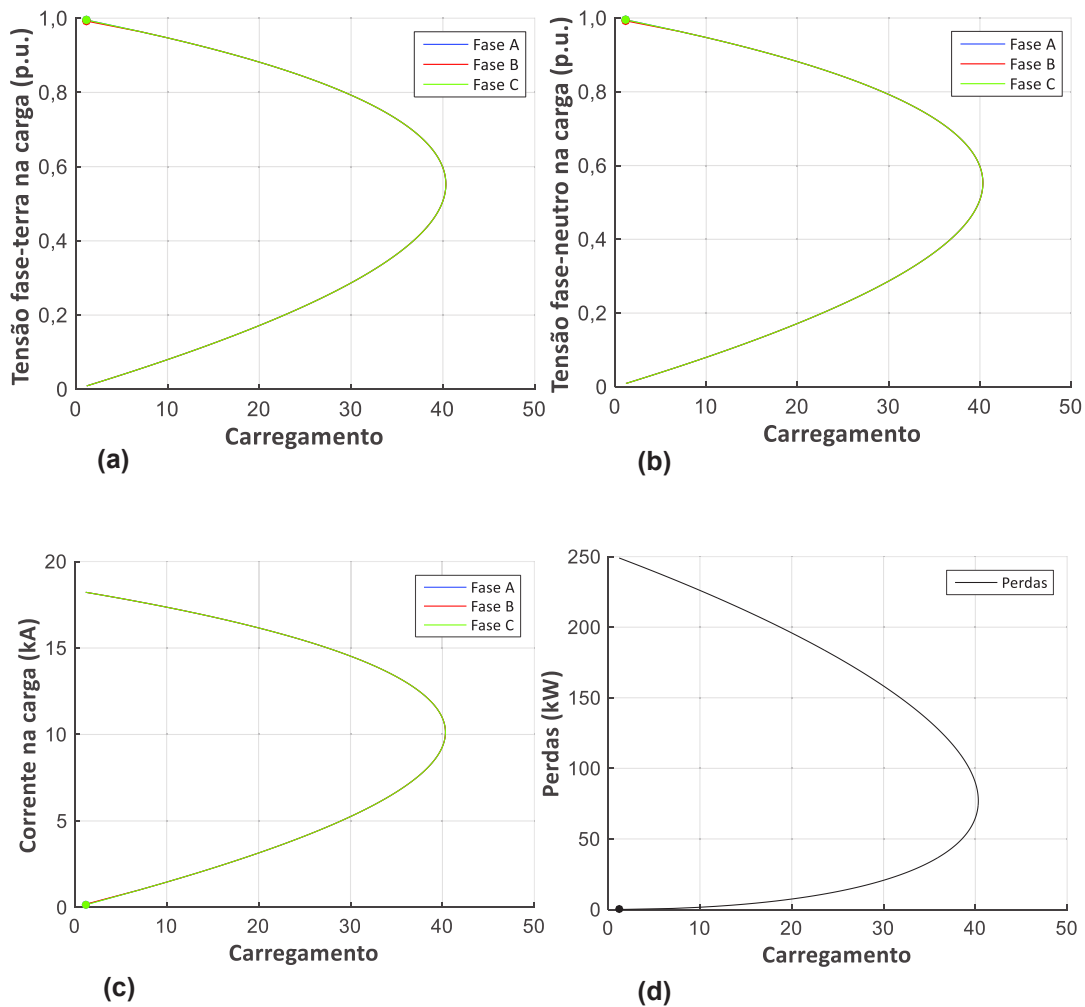 Tensão fase-terra na carga (p.u.)
1,0
0,8
0,6
0,4
0,2
0
0
10
20
30
40
50
Carregamento
Fase A
Fase B
Fase C
(a)
Tensão fase-neutro na carga (p.u.)
1,0
0,8
0,6
0,4
0,2
0
0
10
20
30
40
50
Carregamento
Fase A
Fase B
Fase C
(b)
Corrente na carga (kA)
20
15
10
5
0
0
10
20
30
40
50
Carregamento
Fase A
Fase B
Fase C
(c)
Perdas (kW)
250
200
150
100
50
0
0
10
20
30
40
50
Carregamento
Perdas
(d)